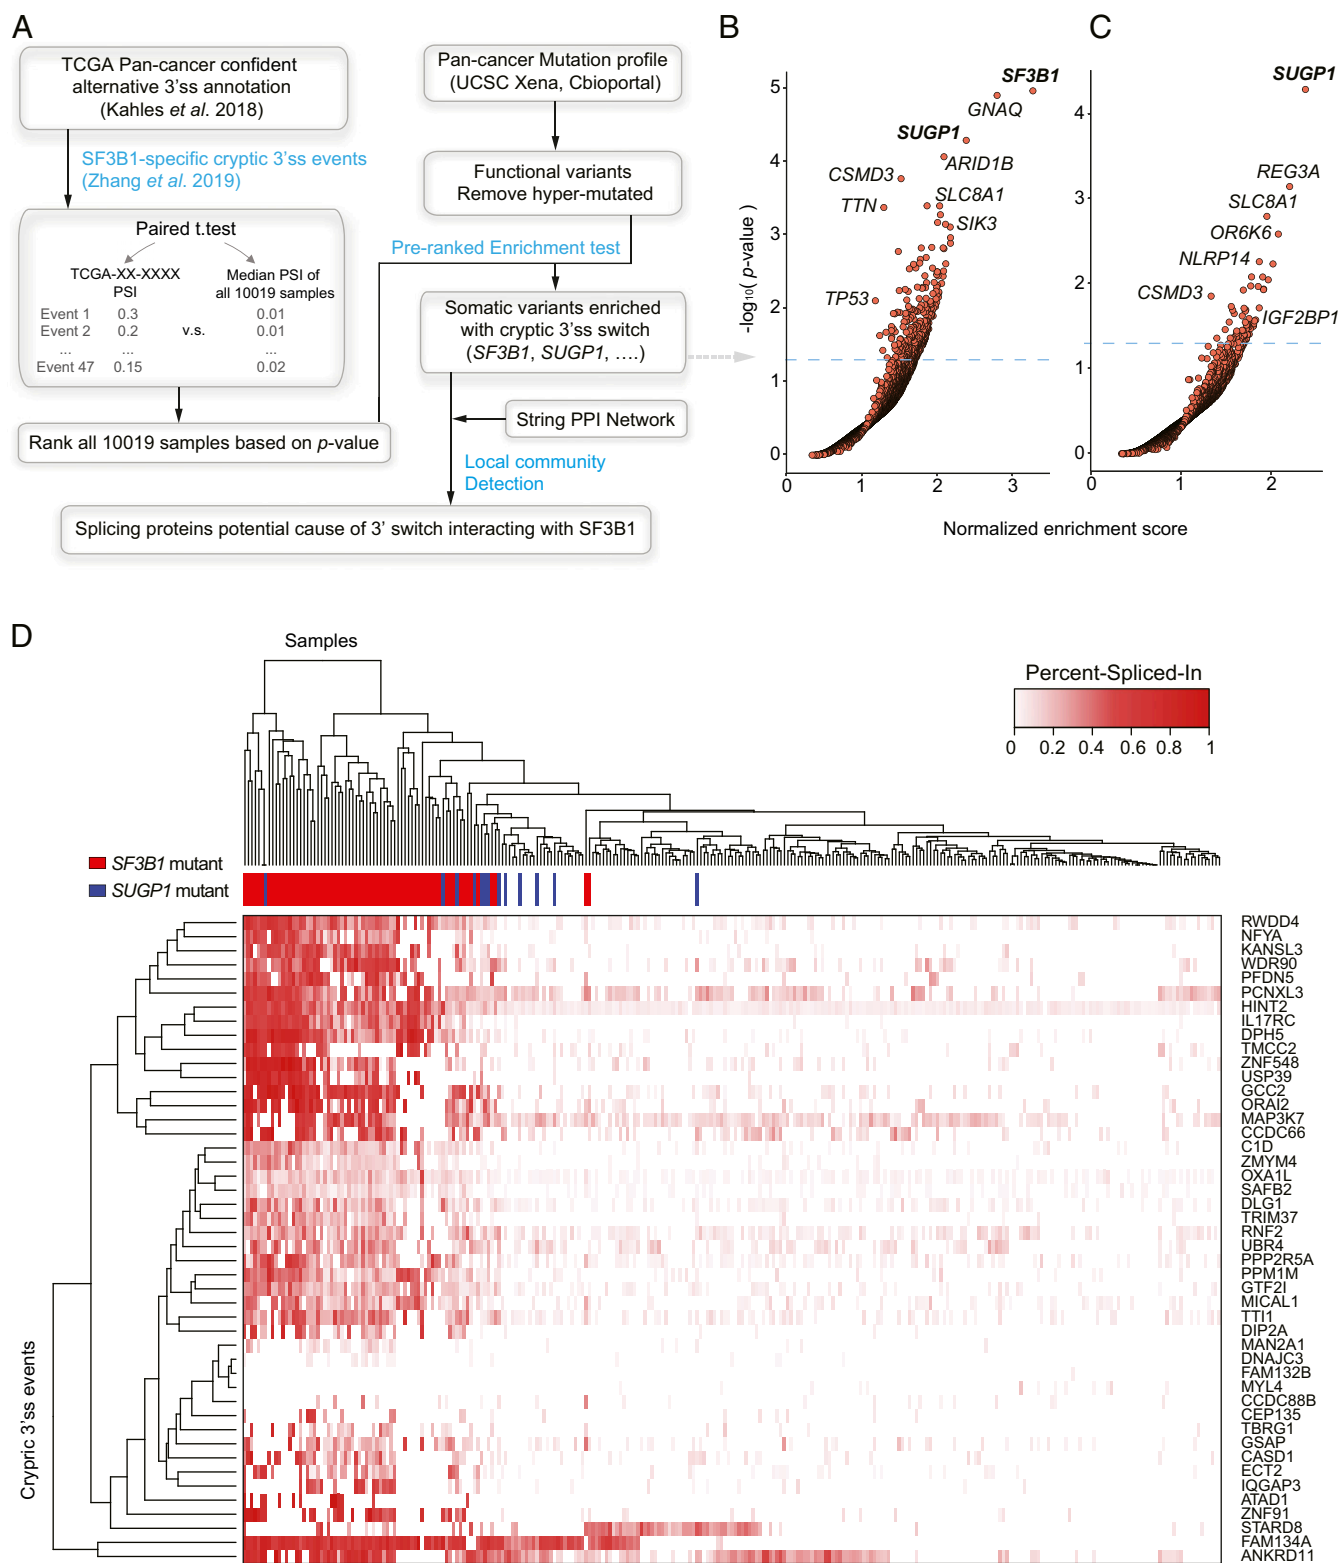 A
TCGA Pan-cancer confident
alternative 3'ss annotation
(Kahles et al. 2018)
SF3B1-specific cryptic 3'ss events
(Zhang et al. 2019)
Paired t.test
TCGA-XX-XXXX
PSI
Median PSI of
all 10019 samples
Event 1 0.3 0.01
Event 2 0.2 v.s. 0.01
... ... ...
Event 47 0.15 0.02
Rank all 10019 samples based on p-value
Pan-cancer Mutation profile
(UCSC Xena, Cbioportal)
Functional variants
Remove hyper-mutated
Pre-ranked Enrichment test
Somatic variants enriched
with cryptic 3'ss switch
(SF3B1, SUGP1, ....)
String PPI Network
Local community
Detection
Splicing proteins potential cause of 3' switch interacting with SF3B1
B
-log10( p-value )
5
4
3
2
1
0
0 1 2 3
SF3B1
GNAQ
SUGP1
ARID1B
CSMD3
SLC8A1
TTN
SIK3
TP53
C
4
3
2
1
0
0 1 2
SUGP1
REG3A
SLC8A1
OR6K6
NLRP14
CSMD3
IGF2BP1
Normalized enrichment score
D
Samples
Percent-Spliced-In
0 0.2 0.4 0.6 0.8 1
SF3B1 mutant
SUGP1 mutant
Crypric 3'ss events
RWDD4
NFYA
KANSL3
WDR90
PFDN5
PCNXL3
HINT2
IL17RC
DPH5
TMCC2
ZNF548
USP39
GCC2
ORAI2
MAP3K7
CCDC66
C1D
ZMYM4
OXA1L
SAFB2
DLG1
TRIM37
RNF2
UBR4
PPP2R5A
PPM1M
GTF2I
MICAL1
TTI1
DIP2A
MAN2A1
DNAJC3
FAM132B
MYL4
CCDC88B
CEP135
TBRG1
GSAP
CASD1
ECT2
IQGAP3
ATAD1
ZNF91
STARD8
FAM134A
ANKRD11